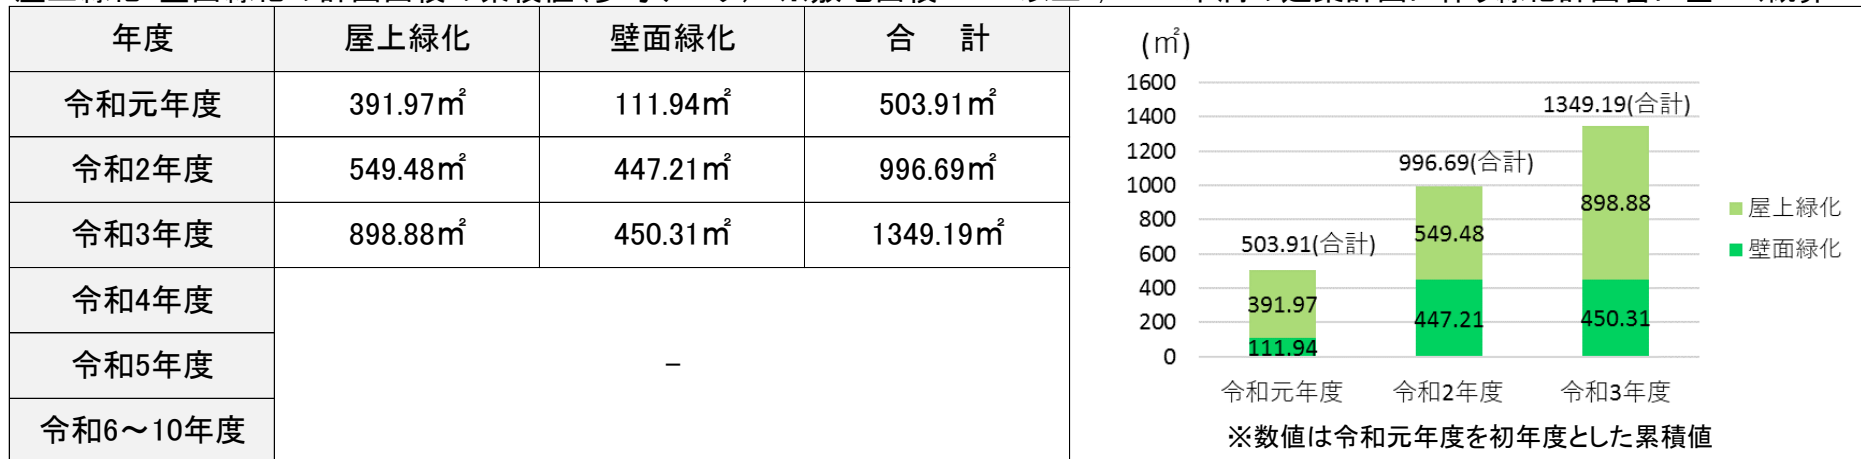 年度 屋上緑化 壁面緑化 合 計
令和元年度 391.97㎡ 111.94㎡ 503.91㎡
令和2年度 549.48㎡ 447.21㎡ 996.69㎡
令和3年度 898.88㎡ 450.31㎡ 1349.19㎡
令和4年度
令和5年度
令和6～10年度
－
(㎡)
1600
1400
1200
1000
800
600
400
200
0
503.91(合計)
391.97
111.94
996.69(合計)
549.48
447.21
1349.19(合計)
898.88
450.31
令和元年度 令和2年度 令和3年度
屋上緑化
壁面緑化
※数値は令和元年度を初年度とした累積値